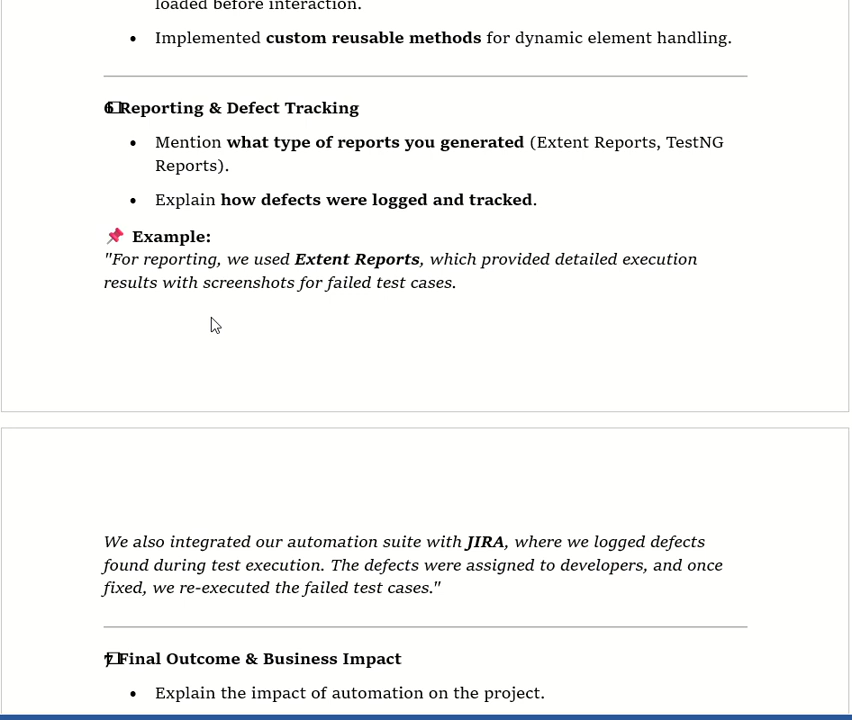 loaded before interaction.
• Implemented custom reusable methods for dynamic element handling.
6 Reporting & Defect Tracking
• Mention what type of reports you generated (Extent Reports, TestNG
Reports).
• Explain how defects were logged and tracked.
📌 Example:
"For reporting, we used Extent Reports, which provided detailed execution
results with screenshots for failed test cases.
We also integrated our automation suite with JIRA, where we logged defects
found during test execution. The defects were assigned to developers, and once
fixed, we re-executed the failed test cases."
7 Final Outcome & Business Impact
• Explain the impact of automation on the project.